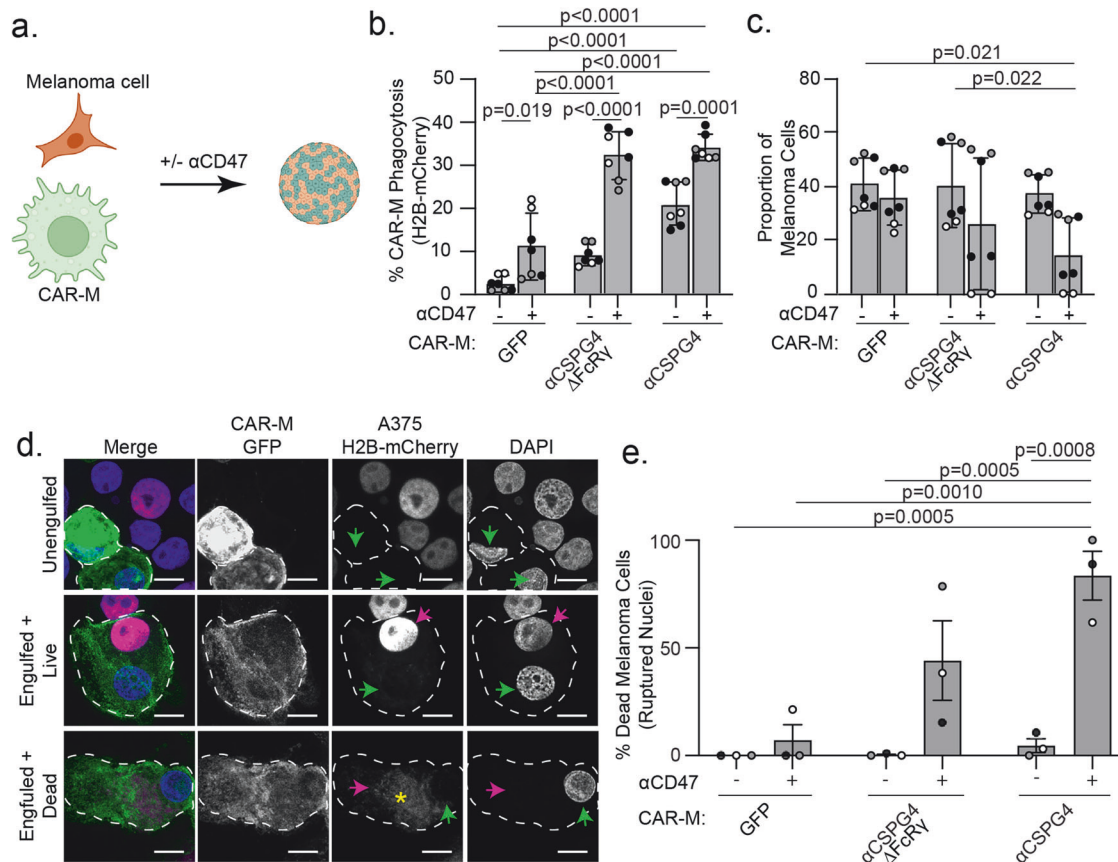 a.
Melanoma cell
CAR-M
+/- αCD47
b.
p<0.0001
p<0.0001
p<0.0001
p<0.0001
p=0.019
p<0.0001
p=0.0001
% CAR-M Phagocytosis
(H2B-mCherry)
50
40
30
20
10
0
αCD47
- + - + - +
CAR-M:
GFP
αCSPG4
ΔFcRγ
αCSPG4
c.
p=0.021
p=0.022
Proportion of
Melanoma Cells
80
60
40
20
0
αCD47
- + - + - +
CAR-M:
GFP
αCSPG4
ΔFcRγ
αCSPG4
d.
Merge
CAR-M
GFP
A375
H2B-mCherry
DAPI
Unengulfed
Engulfed +
Live
Engfuled +
Dead
*
e.
p=0.0008
p=0.0005
p=0.0010
p=0.0005
% Dead Melanoma Cells
(Ruptured Nuclei)
100
50
0
αCD47
- + - + - +
CAR-M:
GFP
αCSPG4
ΔFcRγ
αCSPG4